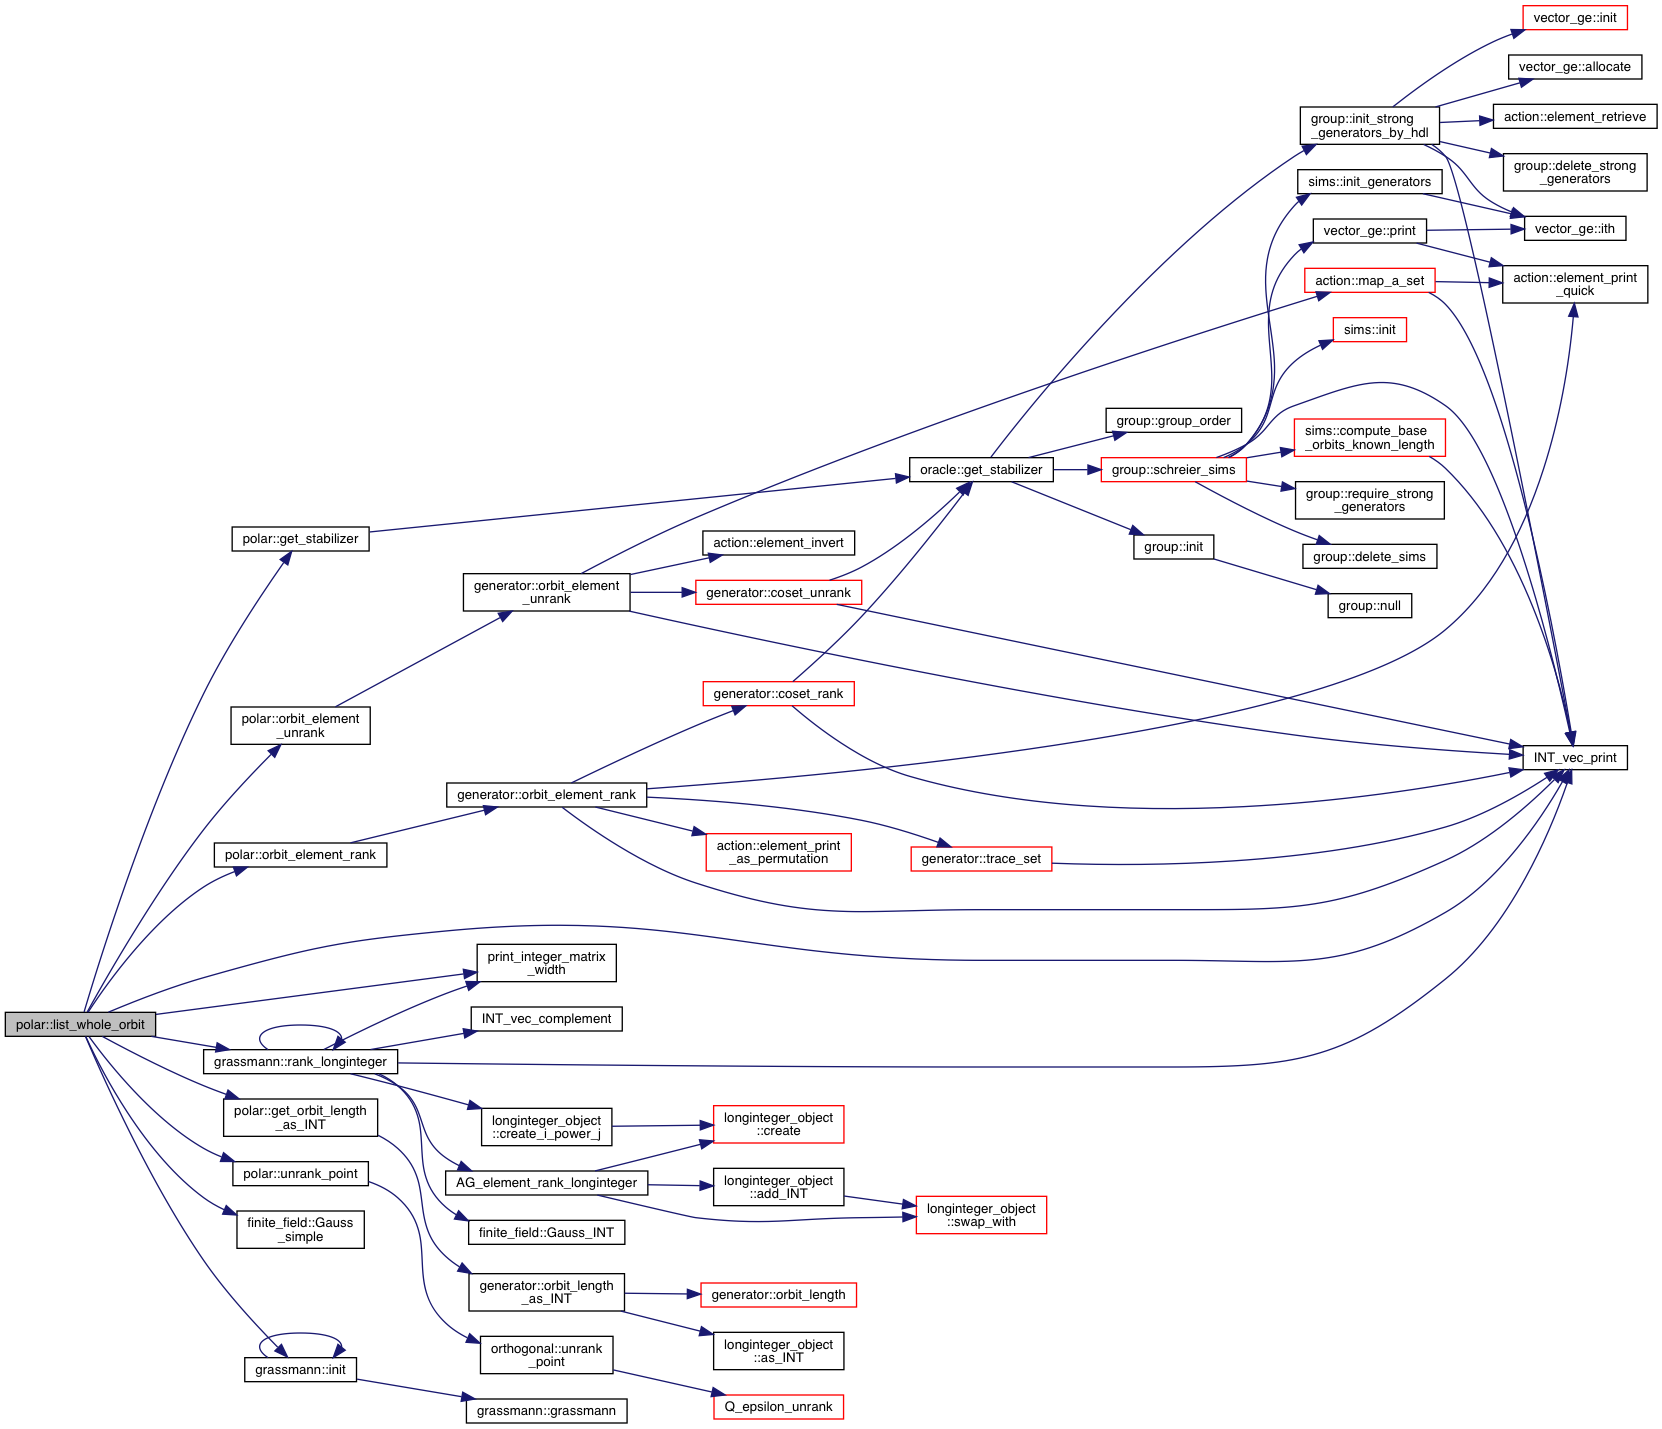 polar::list_whole_orbit
polar::get_stabilizer
polar::orbit_element
_unrank
polar::orbit_element_rank
grassmann::rank_longinteger
polar::get_orbit_length
_as_INT
polar::unrank_point
finite_field::Gauss
_simple
grassmann::init
generator::orbit_element
_unrank
generator::orbit_element_rank
print_integer_matrix
_width
INT_vec_complement
longinteger_object
::create_i_power_j
AG_element_rank_longinteger
finite_field::Gauss_INT
generator::orbit_length
_as_INT
orthogonal::unrank
_point
grassmann::grassmann
action::element_invert
generator::coset_unrank
generator::coset_rank
action::element_print
_as_permutation
longinteger_object
::create
longinteger_object
::add_INT
generator::orbit_length
longinteger_object
::as_INT
Q_epsilon_unrank
oracle::get_stabilizer
generator::trace_set
longinteger_object
::swap_with
group::group_order
group::schreier_sims
group::init
group::init_strong
_generators_by_hdl
sims::init_generators
vector_ge::print
action::map_a_set
sims::init
sims::compute_base
_orbits_known_length
group::require_strong
_generators
group::delete_sims
group::null
vector_ge::init
vector_ge::allocate
action::element_retrieve
group::delete_strong
_generators
vector_ge::ith
action::element_print
_quick
INT_vec_print